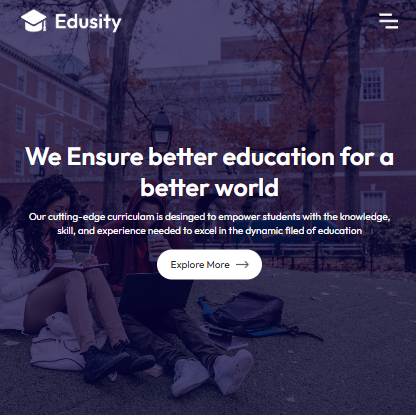 Edusity
We Ensure better education for a
better world
Our cutting-edge curriculam is desinged to empower students with the knowledge,
skill, and experience needed to excel in the dynamic filed of education
Explore More